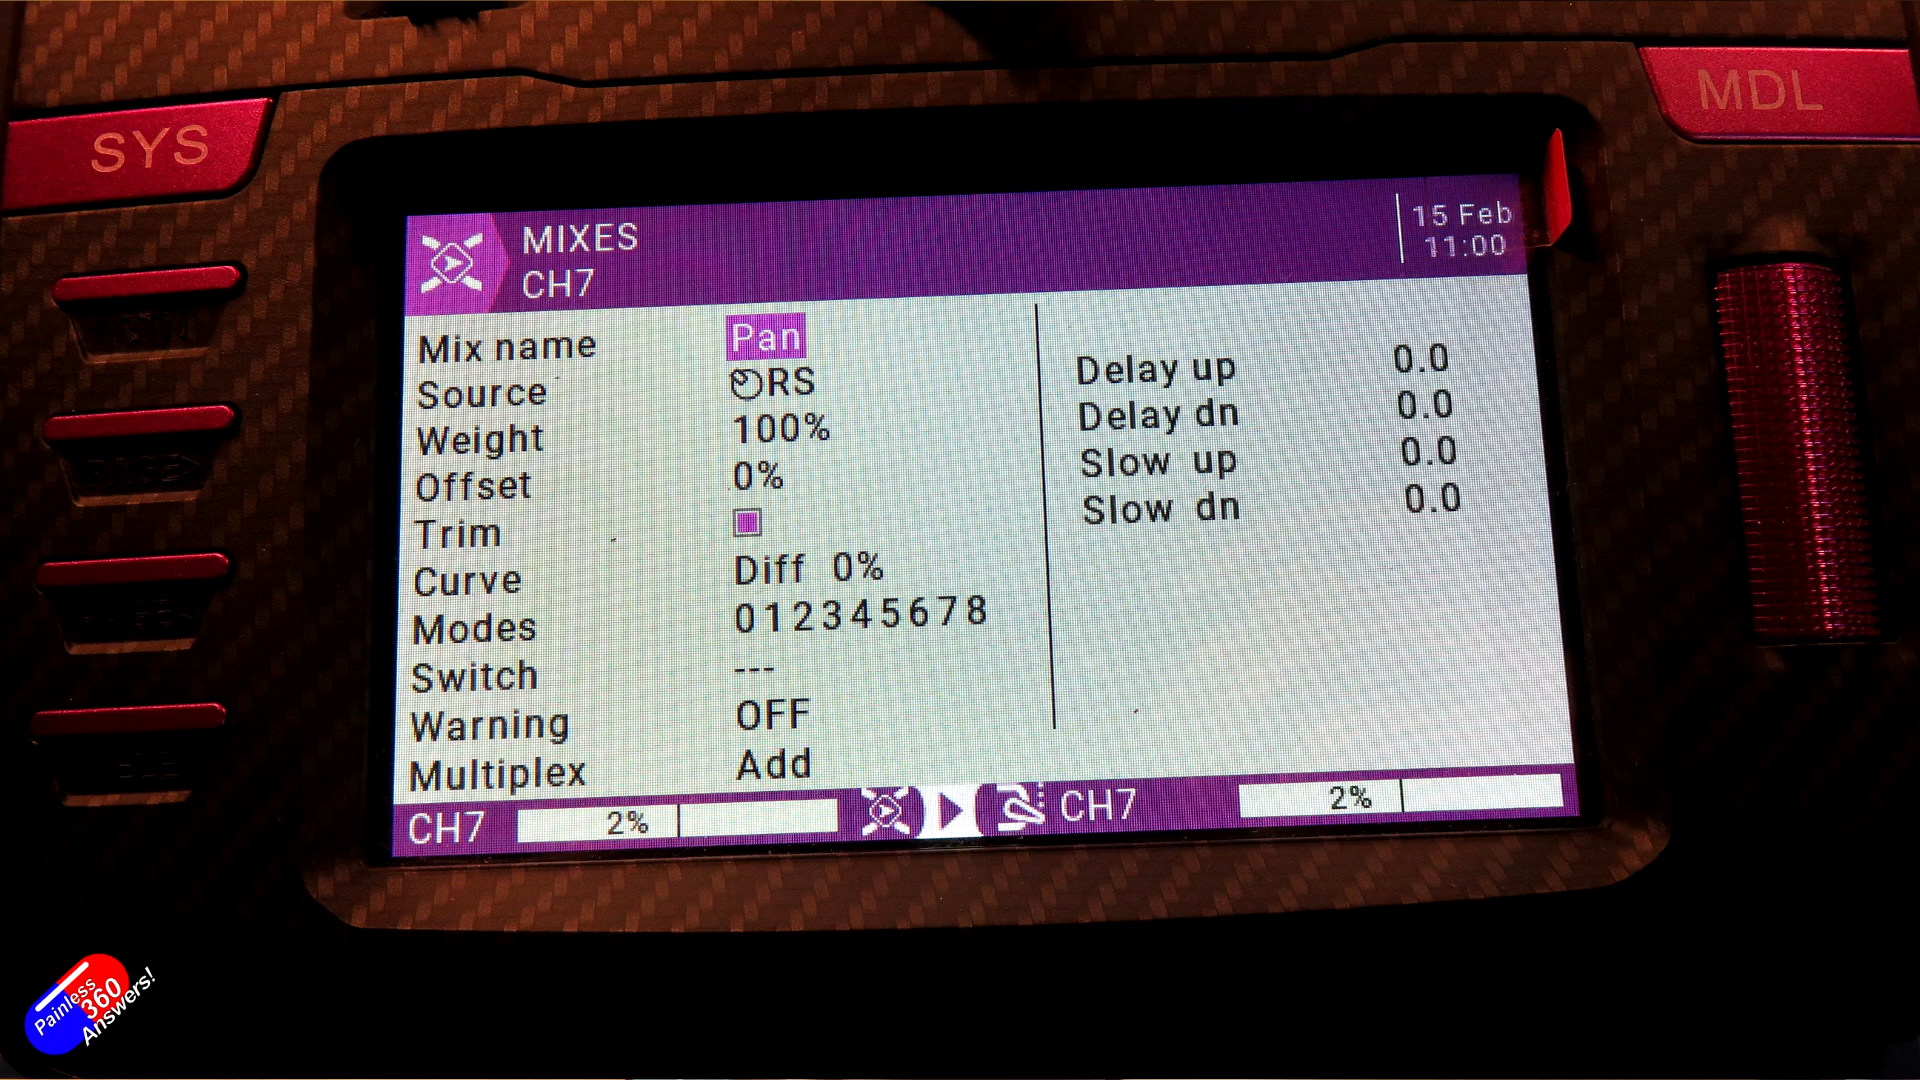 SYS
MDL
MIXES
CH7
15 Feb
11:00
Mix name Pan
Source RS
Weight 100%
Offset 0%
Trim
Curve Diff 0%
Modes 012345678
Switch ---
Warning OFF
Multiplex Add
Delay up 0.0
Delay dn 0.0
Slow up 0.0
Slow dn 0.0
CH7 2% CH7 2%
Painless
360
Answers!